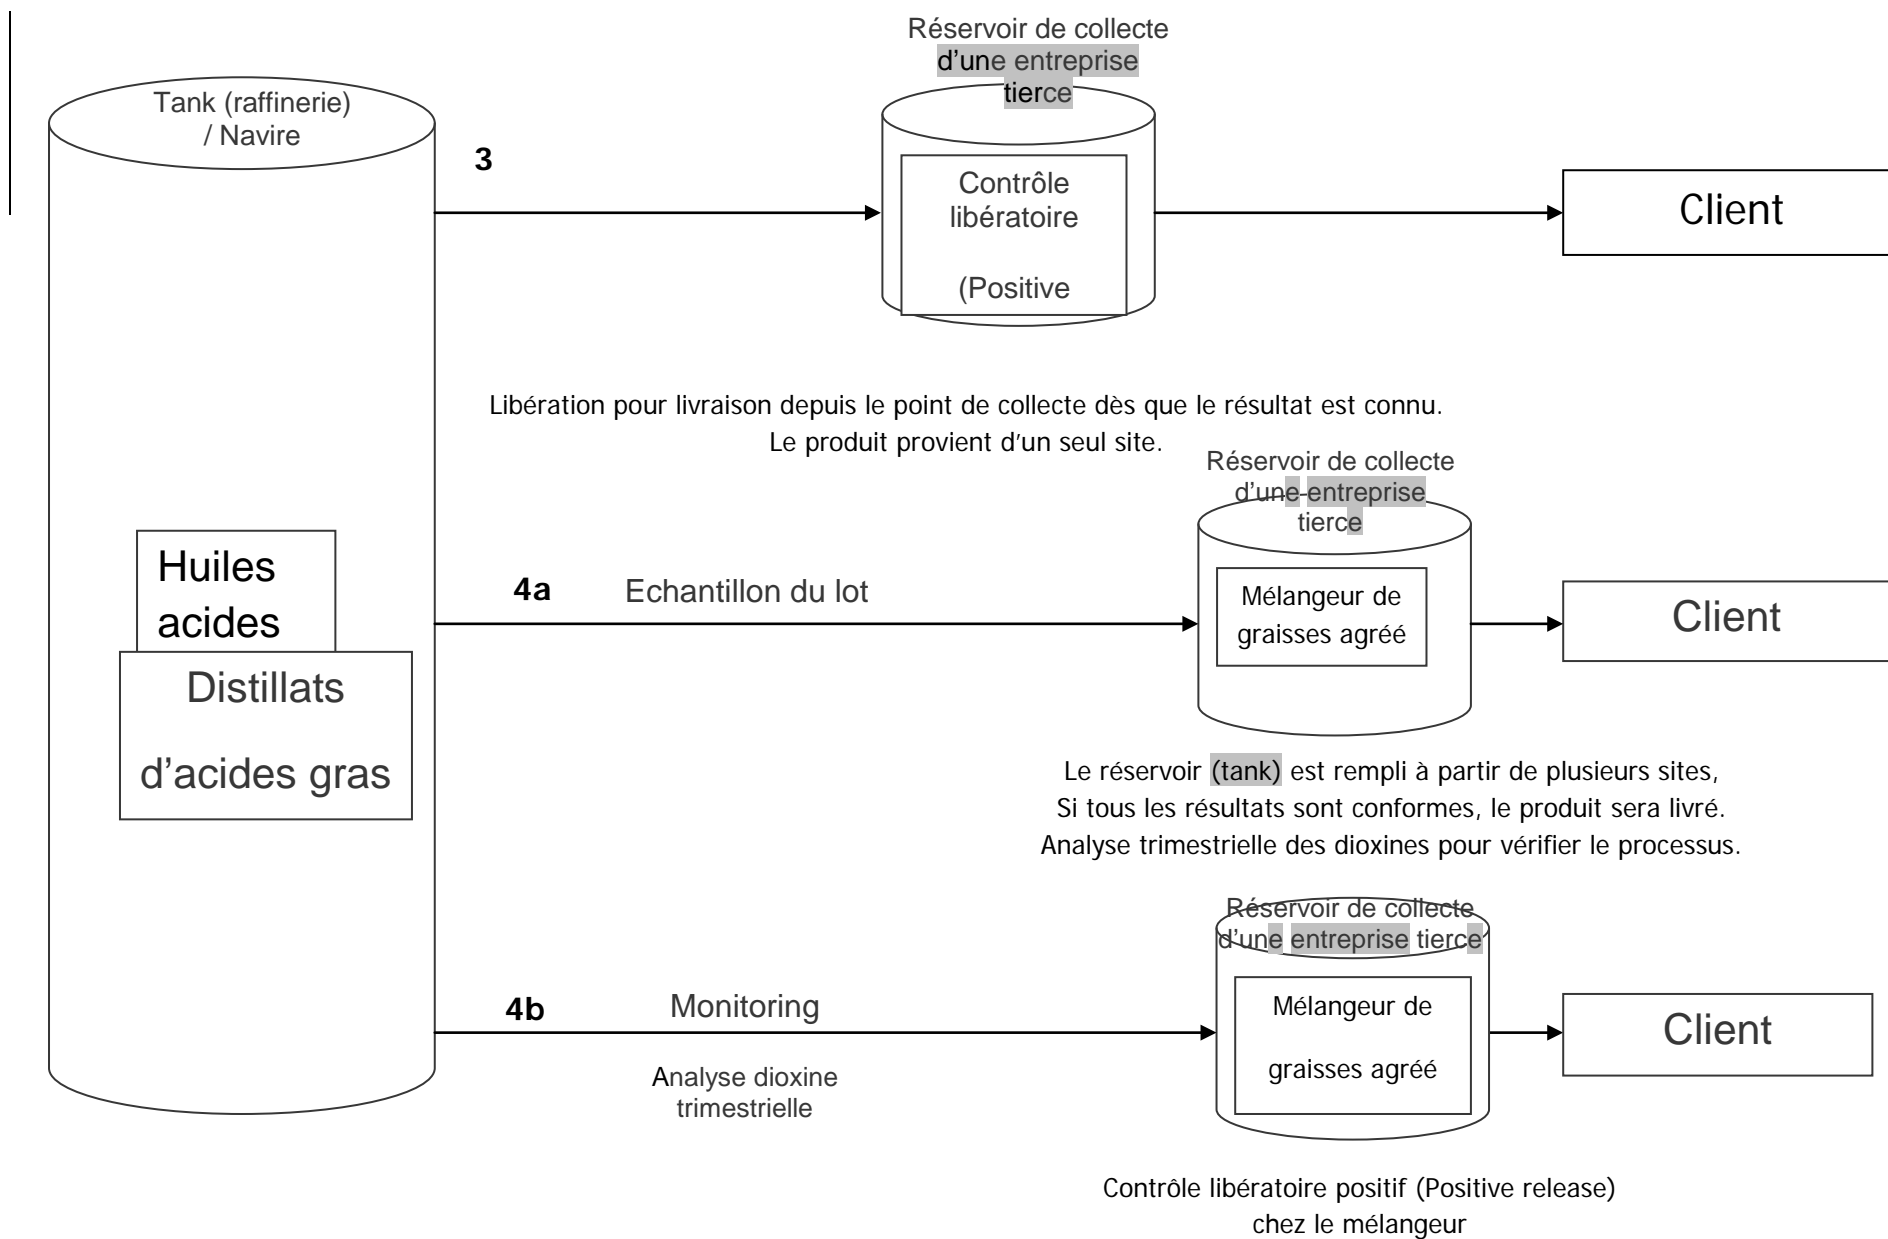 Réservoir de collecte
d'une entreprise
tierce
Tank (raffinerie)
/ Navire
3
Contrôle
libératoire
(Positive
Client
Libération pour livraison depuis le point de collecte dès que le résultat est connu.
Le produit provient d'un seul site.
Réservoir de collecte
d'une entreprise
tierce
Huiles
acides
Distillats
d'acides gras
4a
Echantillon du lot
Mélangeur de
graisses agréé
Client
Le réservoir (tank) est rempli à partir de plusieurs sites,
Si tous les résultats sont conformes, le produit sera livré.
Analyse trimestrielle des dioxines pour vérifier le processus.
Réservoir de collecte
d'une entreprise tierce
4b
Monitoring
Analyse dioxine
trimestrielle
Mélangeur de
graisses agréé
Client
Contrôle libératoire positif (Positive release)
chez le mélangeur